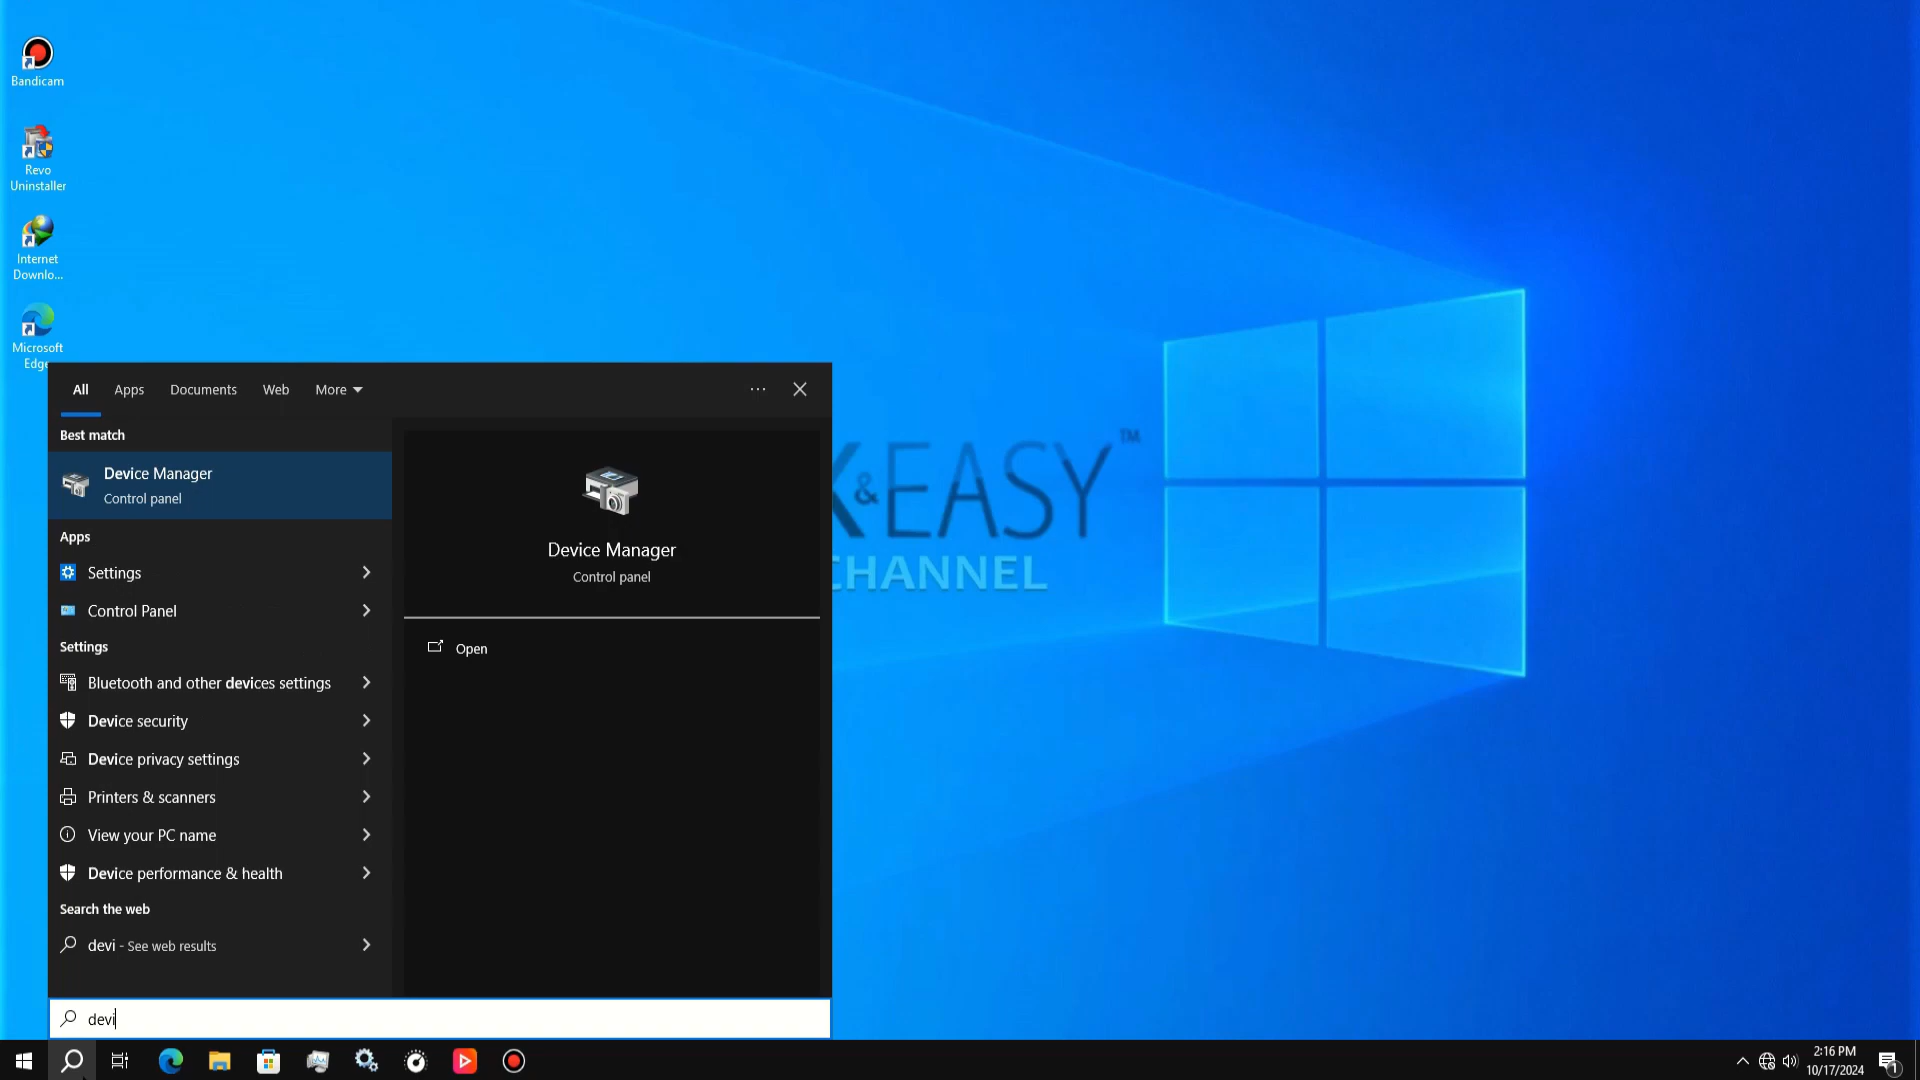 Bandicam
Revo
Uninstaller
Internet
Downlo...
Microsoft
Edge
All
Apps
Documents
Web
More
Best match
Device Manager
Control panel
Apps
Settings
Control Panel
Settings
Bluetooth and other devices settings
Device security
Device privacy settings
Printers & scanners
View your PC name
Device performance & health
Search the web
devi - See web results
devi
Device Manager
Control panel
Open
&EASY™
CHANNEL
2:16 PM
10/17/2024
1